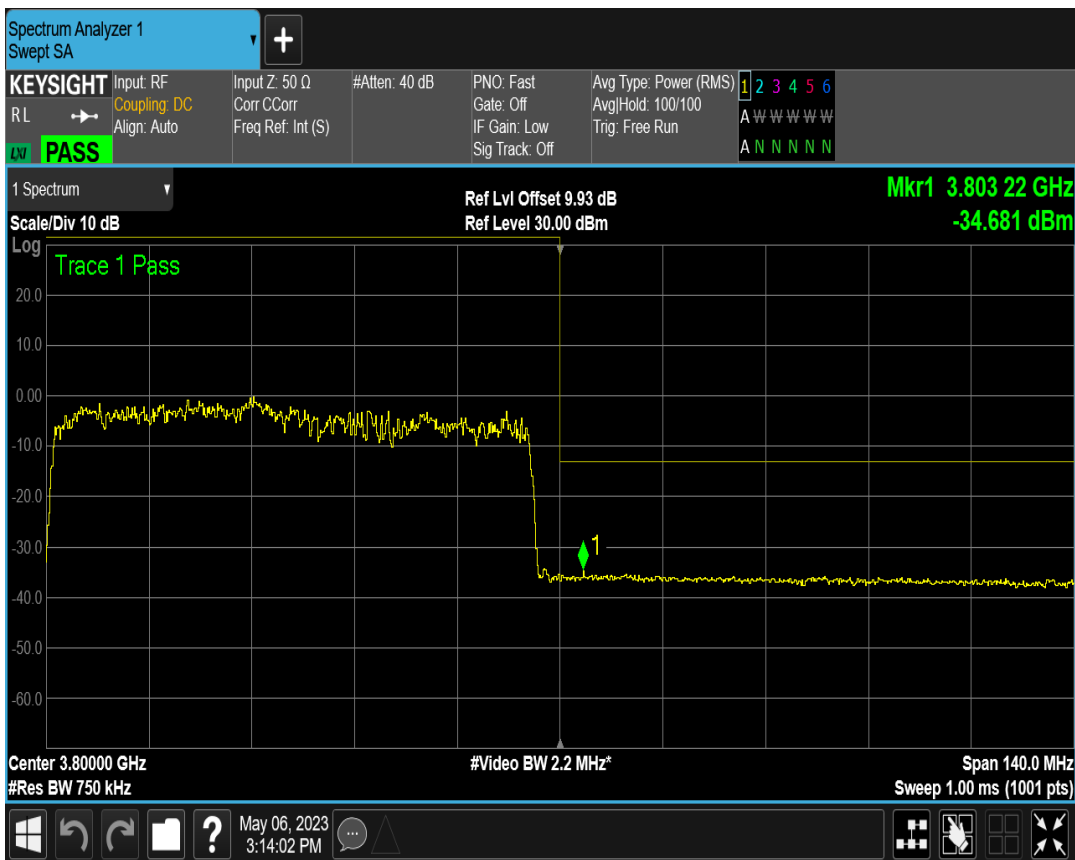 Spectrum Analyzer 1
Swept SA
+
KEYSIGHT Input: RF Input Z: 50 Ω #Atten: 40 dB PNO: Fast Avg Type: Power (RMS) 1 2 3 4 5 6
R L Coupling: DC Corr CCorr Gate: Off Avg|Hold: 100/100 A W W W W W
Align: Auto Freq Ref: Int (S) IF Gain: Low Trig: Free Run
LXI PASS Sig Track: Off A N N N N N
1 Spectrum Ref Lvl Offset 9.93 dB Mkr1 3.803 22 GHz
Scale/Div 10 dB Ref Level 30.00 dBm -34.681 dBm
Log
Trace 1 Pass
20.0
10.0
0.00
-10.0
-20.0
-30.0
1
-40.0
-50.0
-60.0
Center 3.80000 GHz #Video BW 2.2 MHz* Span 140.0 MHz
#Res BW 750 kHz Sweep 1.00 ms (1001 pts)
? May 06, 2023
3:14:02 PM